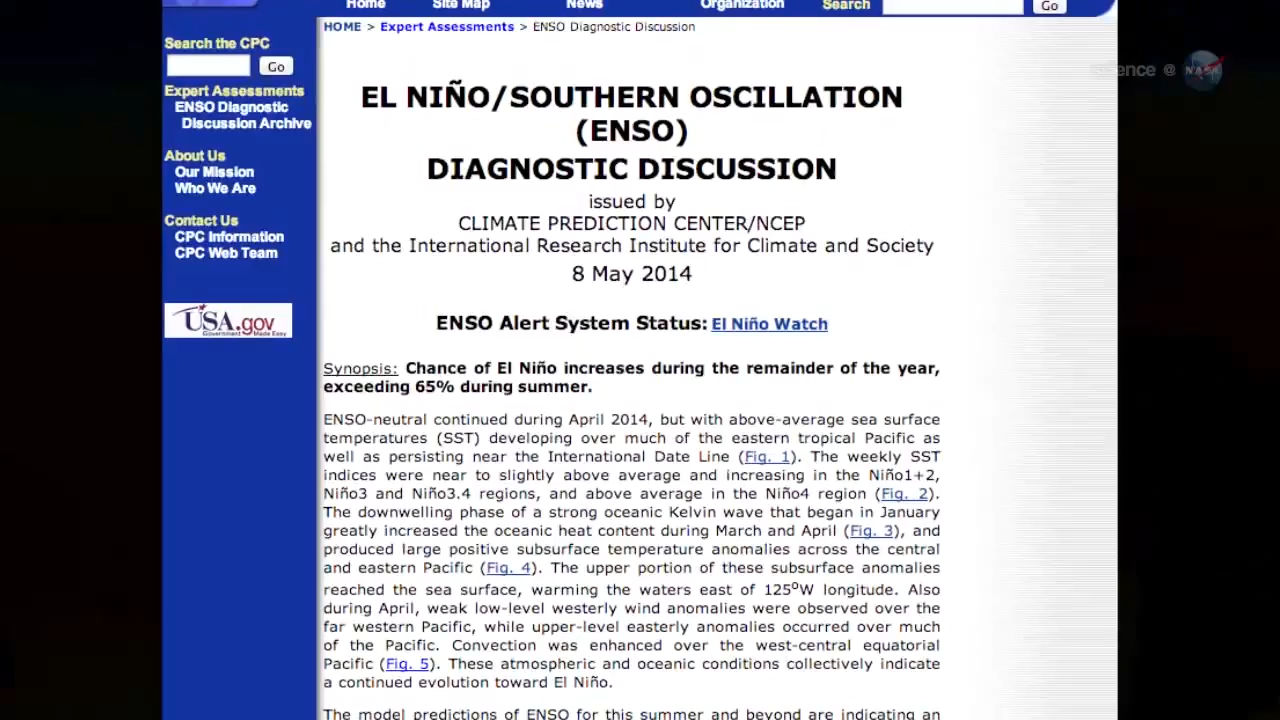 Home Site Map News Organization Search Go
HOME > Expert Assessments > ENSO Diagnostic Discussion
science @ NASA
Search the CPC
Go
Expert Assessments
ENSO Diagnostic
Discussion Archive
About Us
Our Mission
Who We Are
Contact Us
CPC Information
CPC Web Team
USA.gov
Government Made Easy
EL NIÑO/SOUTHERN OSCILLATION
(ENSO)
DIAGNOSTIC DISCUSSION
issued by
CLIMATE PREDICTION CENTER/NCEP
and the International Research Institute for Climate and Society
8 May 2014
ENSO Alert System Status: El Niño Watch
Synopsis: Chance of El Niño increases during the remainder of the year,
exceeding 65% during summer.
ENSO-neutral continued during April 2014, but with above-average sea surface
temperatures (SST) developing over much of the eastern tropical Pacific as
well as persisting near the International Date Line (Fig. 1). The weekly SST
indices were near to slightly above average and increasing in the Niño1+2,
Niño3 and Niño3.4 regions, and above average in the Niño4 region (Fig. 2).
The downwelling phase of a strong oceanic Kelvin wave that began in January
greatly increased the oceanic heat content during March and April (Fig. 3), and
produced large positive subsurface temperature anomalies across the central
and eastern Pacific (Fig. 4). The upper portion of these subsurface anomalies
reached the sea surface, warming the waters east of 125ºW longitude. Also
during April, weak low-level westerly wind anomalies were observed over the
far western Pacific, while upper-level easterly anomalies occurred over much
of the Pacific. Convection was enhanced over the west-central equatorial
Pacific (Fig. 5). These atmospheric and oceanic conditions collectively indicate
a continued evolution toward El Niño.
The model predictions of ENSO for this summer and beyond are indicating an